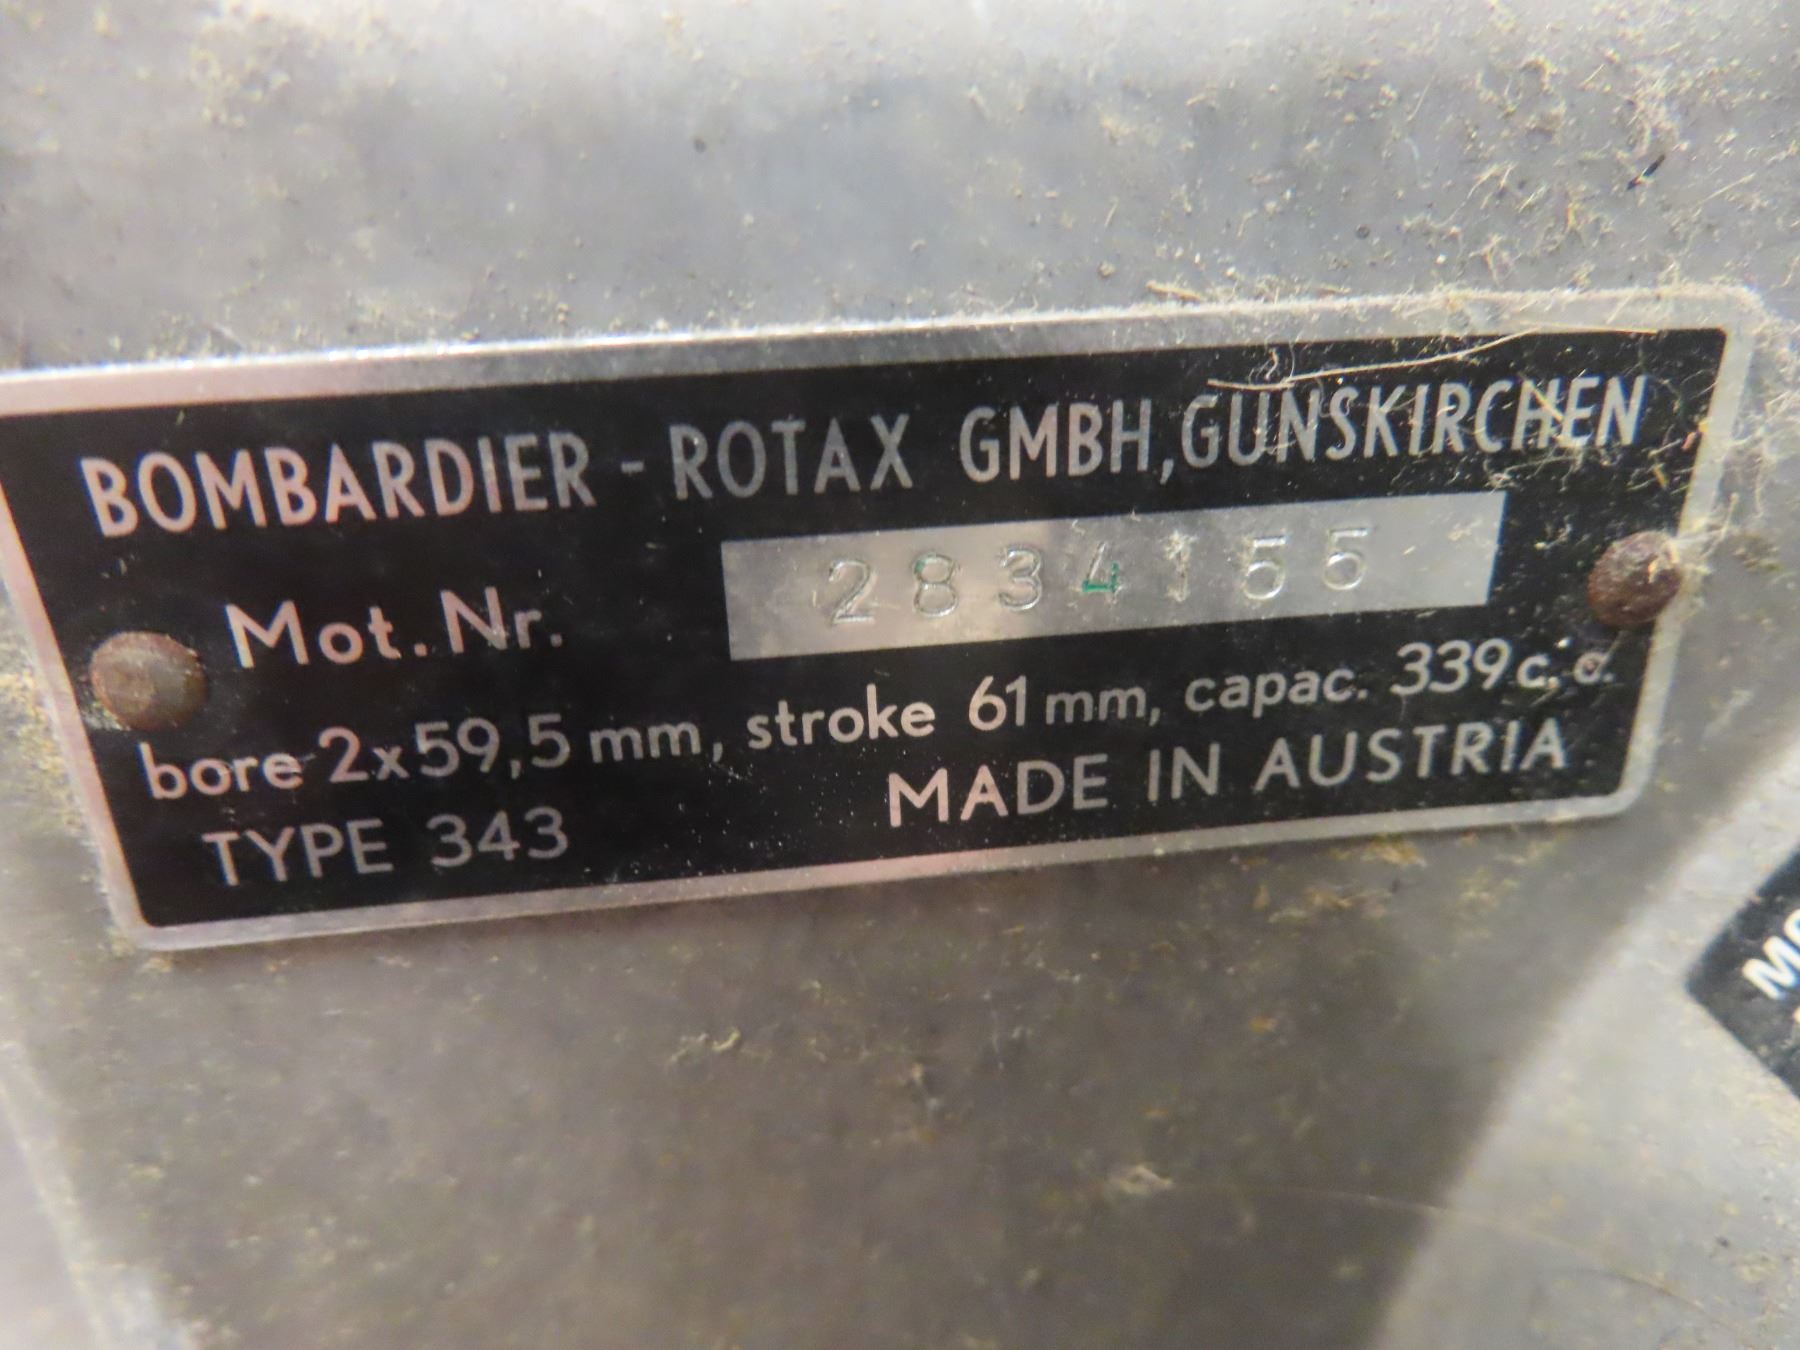 BOMBARDIER - ROTAX GMBH, GUNSKIRCHEN
Mot. Nr. 2834155
bore 2x59,5 mm, stroke 61 mm, capac. 339 c. c.
TYPE 343 MADE IN AUSTRIA